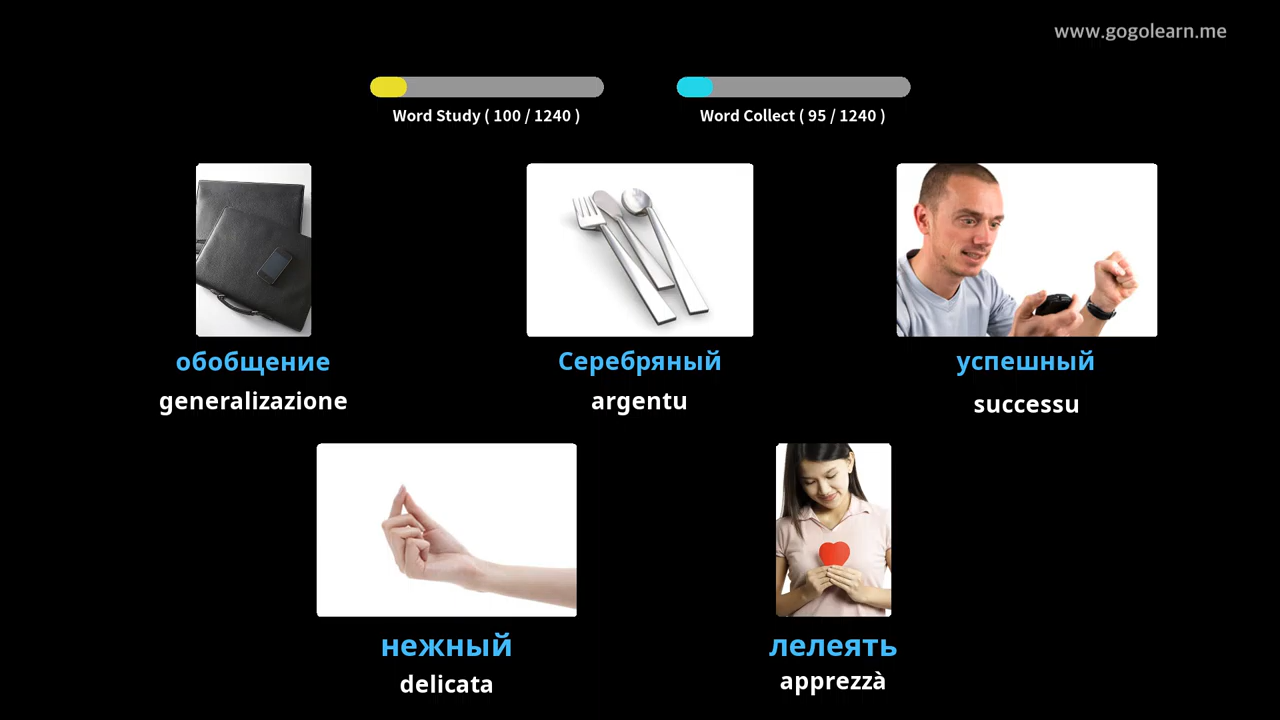 www.gogolearn.me
Word Study ( 100 / 1240 )
Word Collect ( 95 / 1240 )
обобщение
generalizazione
Серебряный
argentu
успешный
successu
нежный
delicata
лелеять
apprezzà